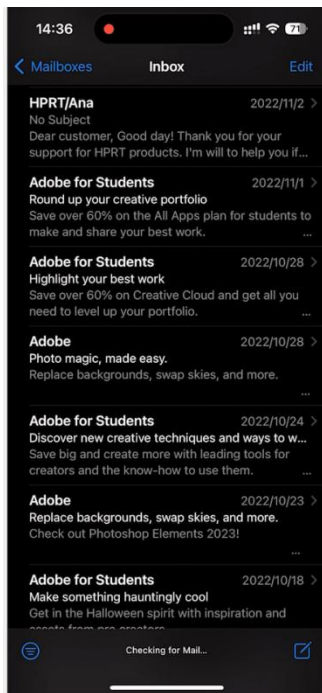 14:36
71
Mailboxes
Inbox
Edit
HPRT/Ana
2022/11/2
No Subject
Dear customer, Good day! Thank you for your
support for HPRT products. I'm will to help you if...
Adobe for Students
2022/11/1
Round up your creative portfolio
Save over 60% on the All Apps plan for students to
make and share your best work.
...
Adobe for Students
2022/10/28
Highlight your best work
Save over 60% on Creative Cloud and get all you
need to level up your portfolio.
...
Adobe
2022/10/28
Photo magic, made easy.
Replace backgrounds, swap skies, and more.
...
Adobe for Students
2022/10/24
Discover new creative techniques and ways to w...
Save big and create more with leading tools for
creators and the know-how to use them.
...
Adobe
2022/10/23
Replace backgrounds, swap skies, and more.
Check out Photoshop Elements 2023!
...
Adobe for Students
2022/10/18
Make something hauntingly cool
Get in the Halloween spirit with inspiration and
assets from pro creators
Checking for Mail...